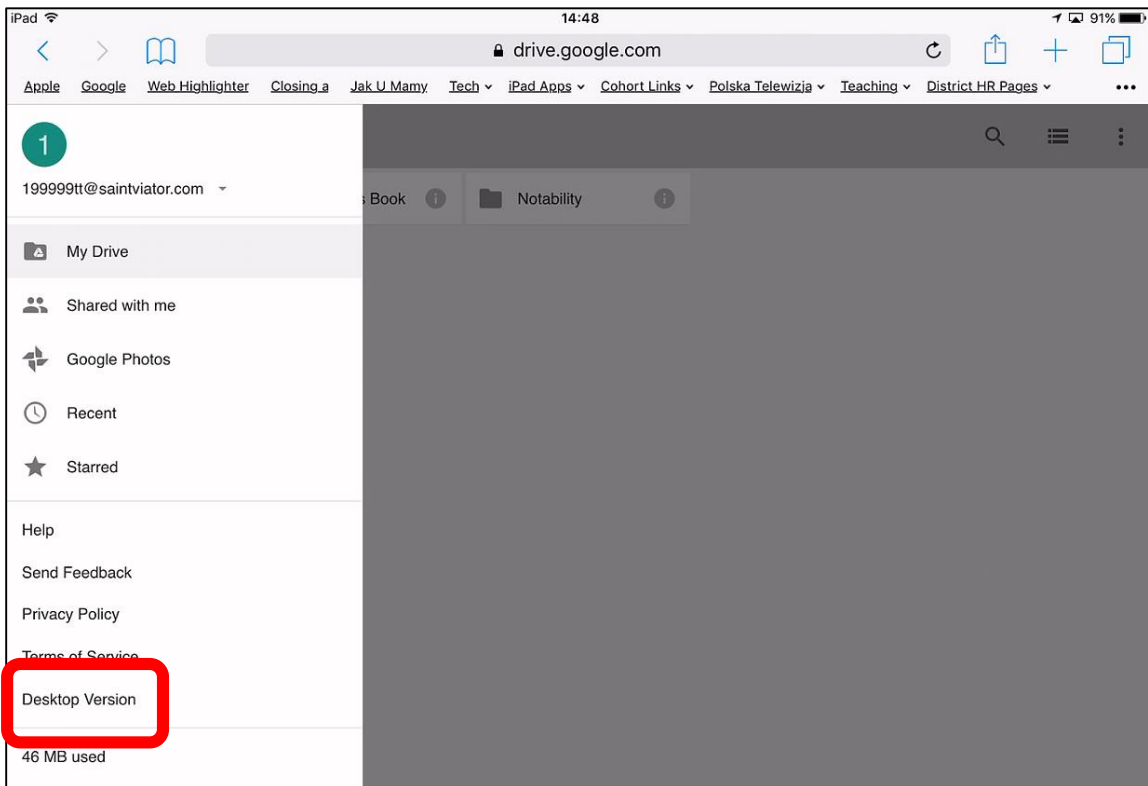 iPad 14:48 91%
drive.google.com
Apple Google Web Highlighter Closing a Jak U Mamy Tech iPad Apps Cohort Links Polska Telewizja Teaching District HR Pages
1
199999tt@saintviator.com
Book Notability
My Drive
Shared with me
Google Photos
Recent
Starred
Help
Send Feedback
Privacy Policy
Terms of Service
Desktop Version
46 MB used